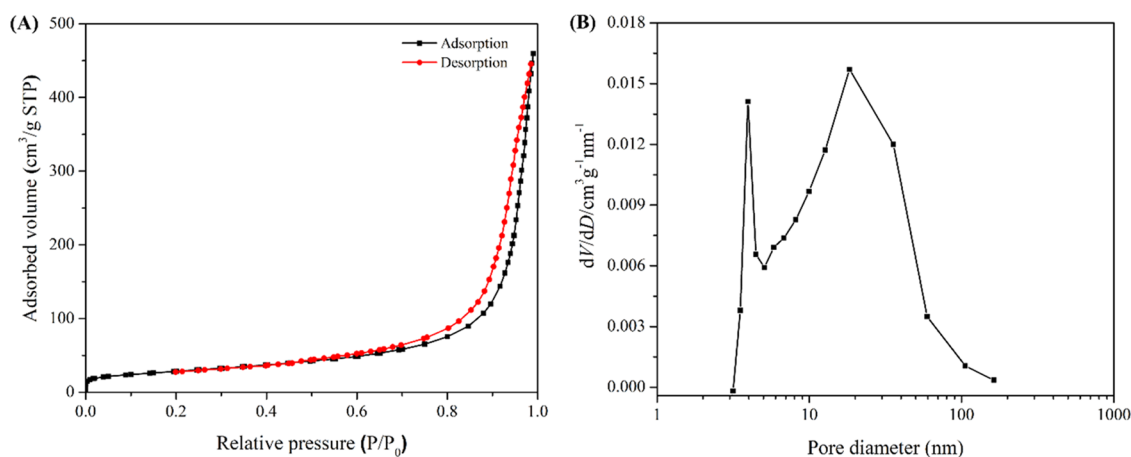 (A)
500
400
300
200
100
0
0.0 0.2 0.4 0.6 0.8 1.0
Adsorbed volume (cm³/g STP)
Relative pressure (P/P₀)
Adsorption
Desorption
(B)
0.018
0.015
0.012
0.009
0.006
0.003
0.000
1 10 100 1000
dV/dD/cm³g⁻¹nm⁻¹
Pore diameter (nm)